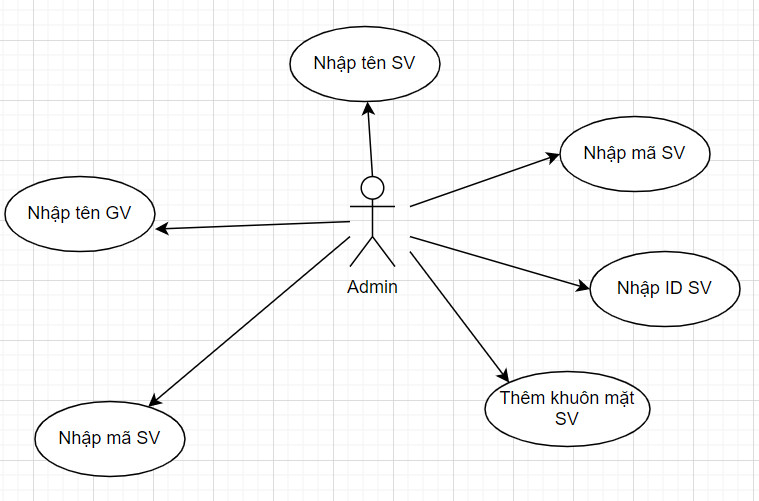 Nhập tên SV
Nhập mã SV
Nhập tên GV
Admin
Nhập ID SV
Thêm khuôn mặt
SV
Nhập mã SV